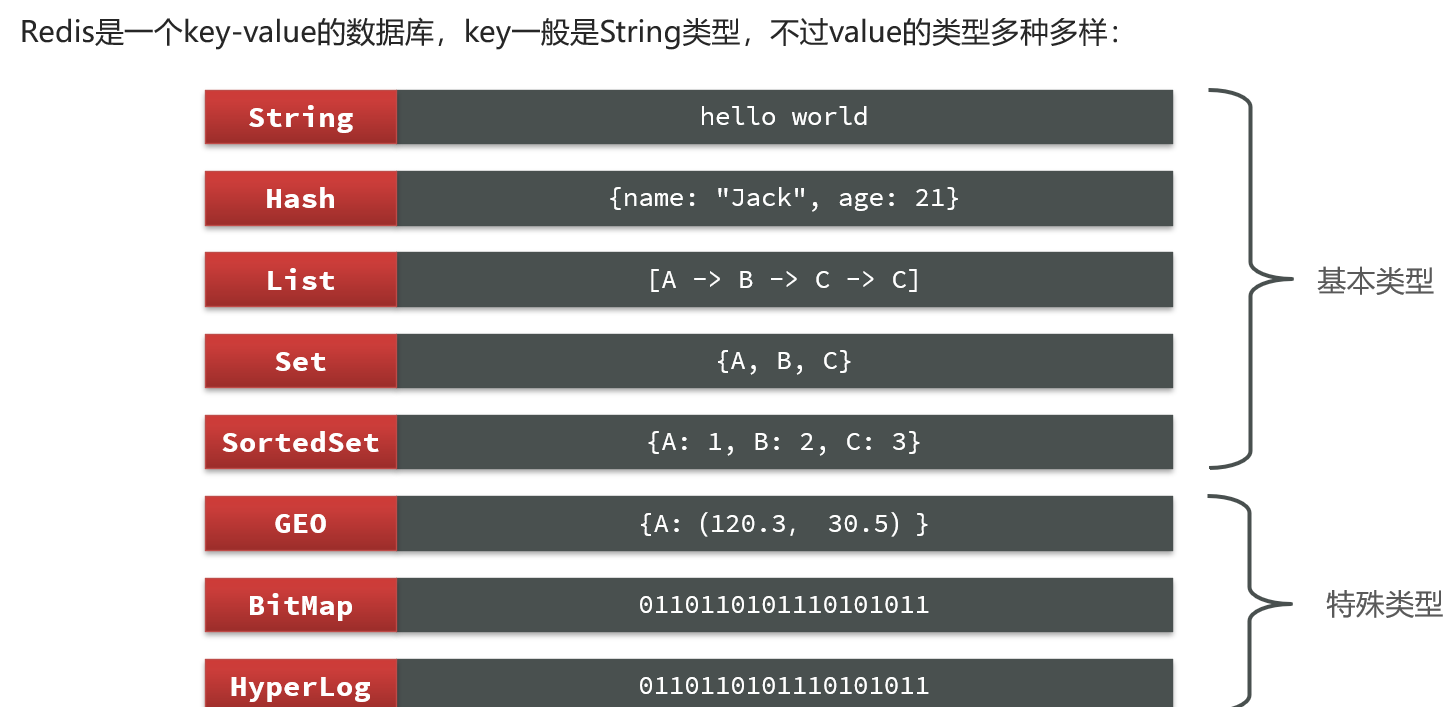 Redis是一个key-value的数据库，key一般是String类型，不过value的类型多种多样：
String hello world
Hash {name: "Jack", age: 21}
List [A -> B -> C -> C]
基本类型
Set {A, B, C}
SortedSet {A: 1, B: 2, C: 3}
GEO {A:（120.3， 30.5）}
BitMap 0110110101110101011
特殊类型
HyperLog 0110110101110101011